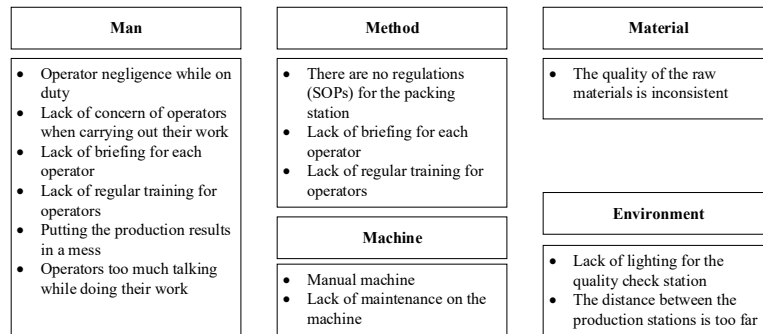 Man
• Operator negligence while on
duty
• Lack of concern of operators
when carrying out their work
• Lack of briefing for each
operator
• Lack of regular training for
operators
• Putting the production results
in a mess
• Operators too much talking
while doing their work
Method
• There are no regulations
(SOPs) for the packing
station
• Lack of briefing for each
operator
• Lack of regular training for
operators
Machine
• Manual machine
• Lack of maintenance on the
machine
Material
• The quality of the raw
materials is inconsistent
Environment
• Lack of lighting for the
quality check station
• The distance between the
production stations is too far